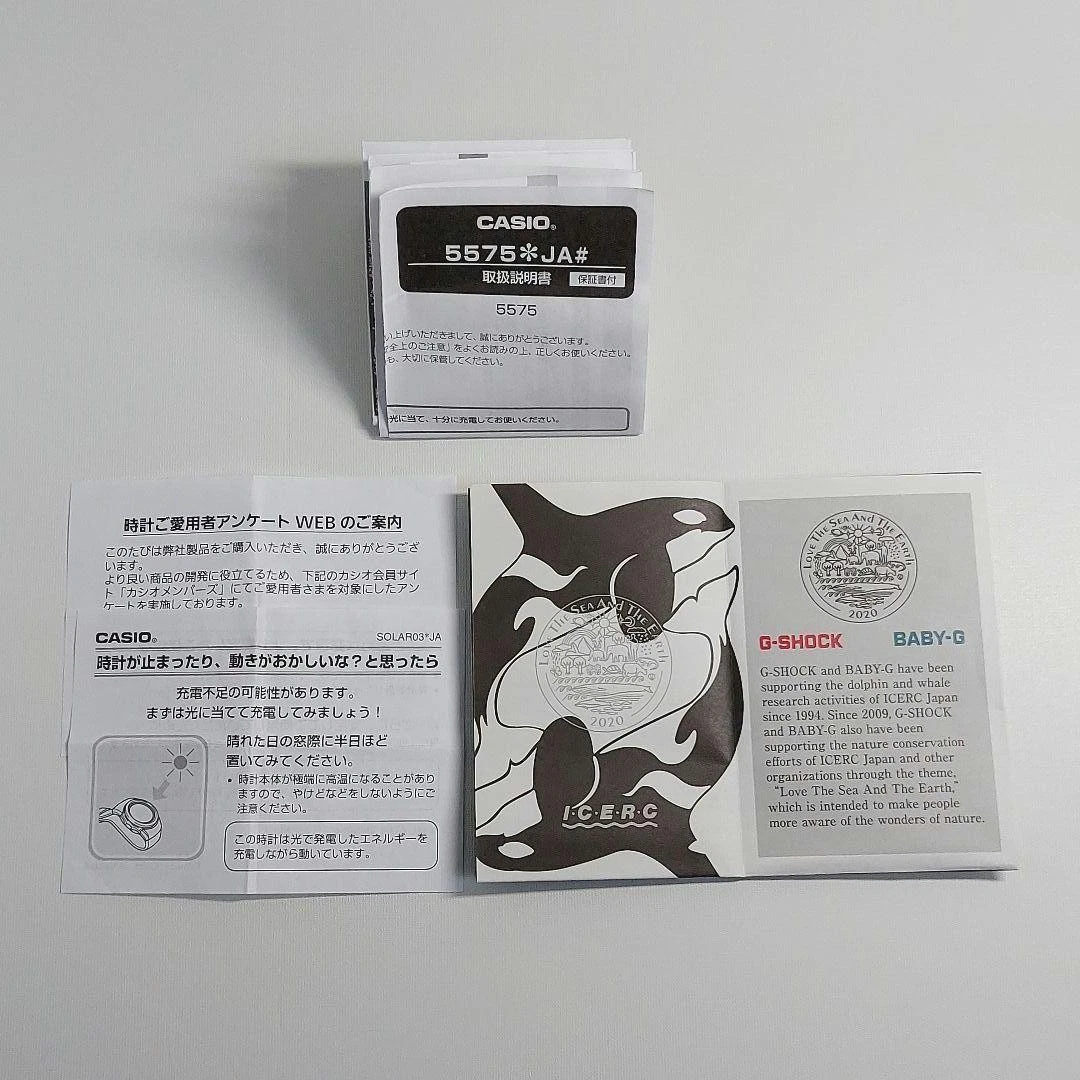 CASIO®
5575＊JA#
取扱説明書 保証書付
5575
い上げいただきまして、誠にありがとうございます。
全上のご注意」をよくお読みの上、正しくお使いください。
も、大切に保管してください。
光に当て、十分に充電してお使いください。
時計ご愛用者アンケート WEB のご案内
このたびは弊社製品をご購入いただき、誠にありがとうござ
います。
より良い商品の開発に役立てるため、下記のカシオ会員サイ
ト「カシオメンバーズ」にてご愛用者さまを対象にしたアン
ケートを実施しております。
CASIO® SOLAR03*JA
時計が止まったり、動きがおかしいな？と思ったら
充電不足の可能性があります。
まずは光に当てて充電してみましょう！
晴れた日の窓際に半日ほど
置いてみてください。
• 時計本体が極端に高温になることがあり
ますので、やけどなどをしないようにご
注意ください。
この時計は光で発電したエネルギーを
充電しながら動いています。
LOVE THE SEA AND THE EARTH
2020
I·C·E·R·C
LOVE THE SEA AND THE EARTH
2020
G-SHOCK BABY-G
G-SHOCK and BABY-G have been
supporting the dolphin and whale
research activities of ICERC Japan
since 1994. Since 2009, G-SHOCK
and BABY-G also have been
supporting the nature conservation
efforts of ICERC Japan and other
organizations through the theme,
“Love The Sea And The Earth,”
which is intended to make people
more aware of the wonders of nature.